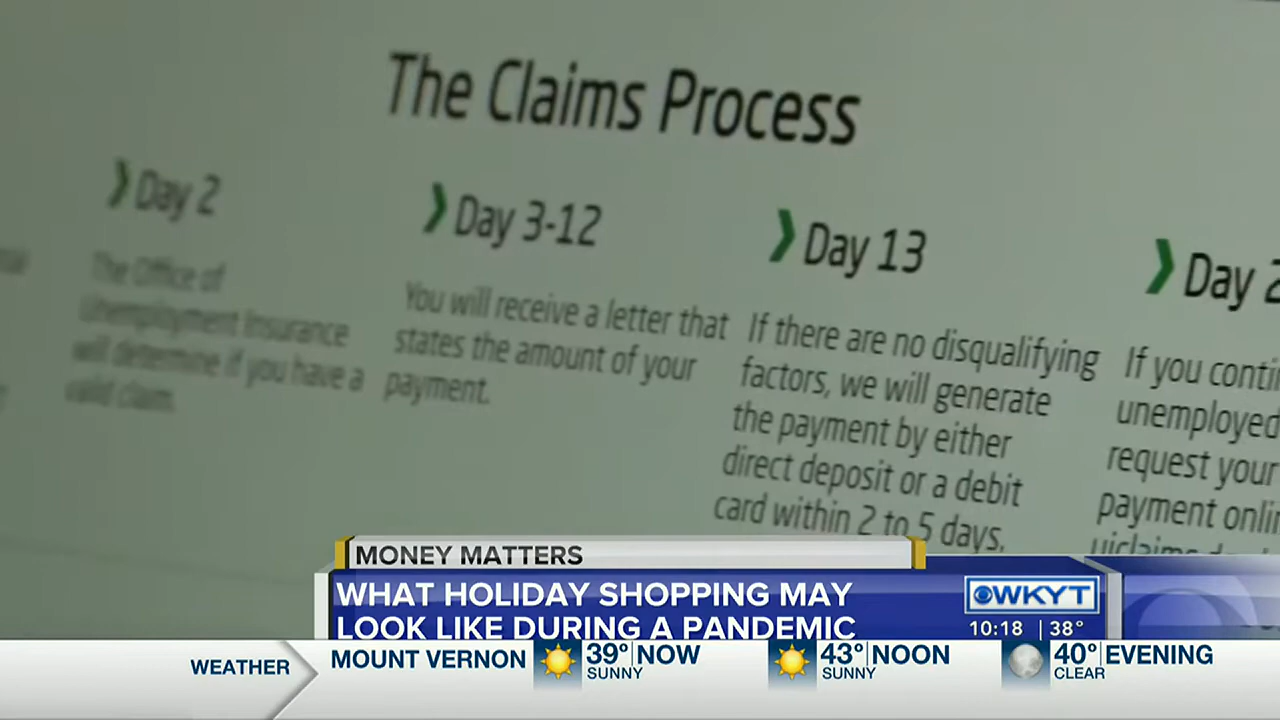 The Claims Process
Day 2
The Office of
Unemployment Insurance
will determine if you have a
valid claim.
Day 3-12
You will receive a letter that
states the amount of your
payment.
Day 13
If there are no disqualifying
factors, we will generate
the payment by either
direct deposit or a debit
card within 2 to 5 days.
Day 2
If you conti
unemployed
request your
payment onli
MONEY MATTERS
WHAT HOLIDAY SHOPPING MAY
LOOK LIKE DURING A PANDEMIC
WKYT
10:18 | 38°
WEATHER
MOUNT VERNON
39° NOW
SUNNY
43° NOON
SUNNY
40° EVENING
CLEAR